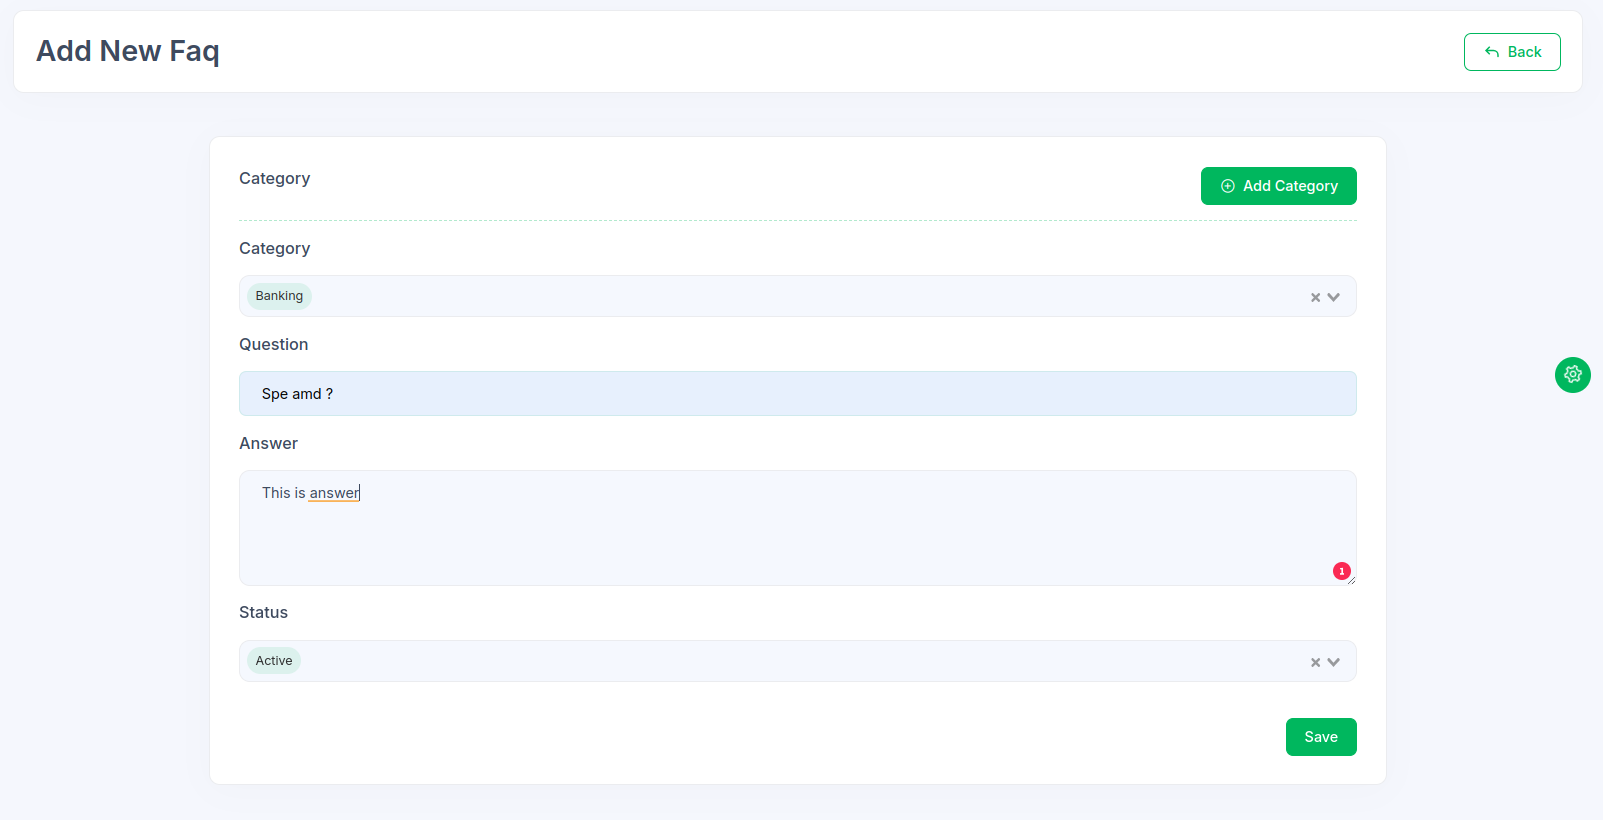 Add New Faq
Back
Category
Add Category
Category
Banking
Question
Spe amd ?
Answer
This is answer
1
Status
Active
Save